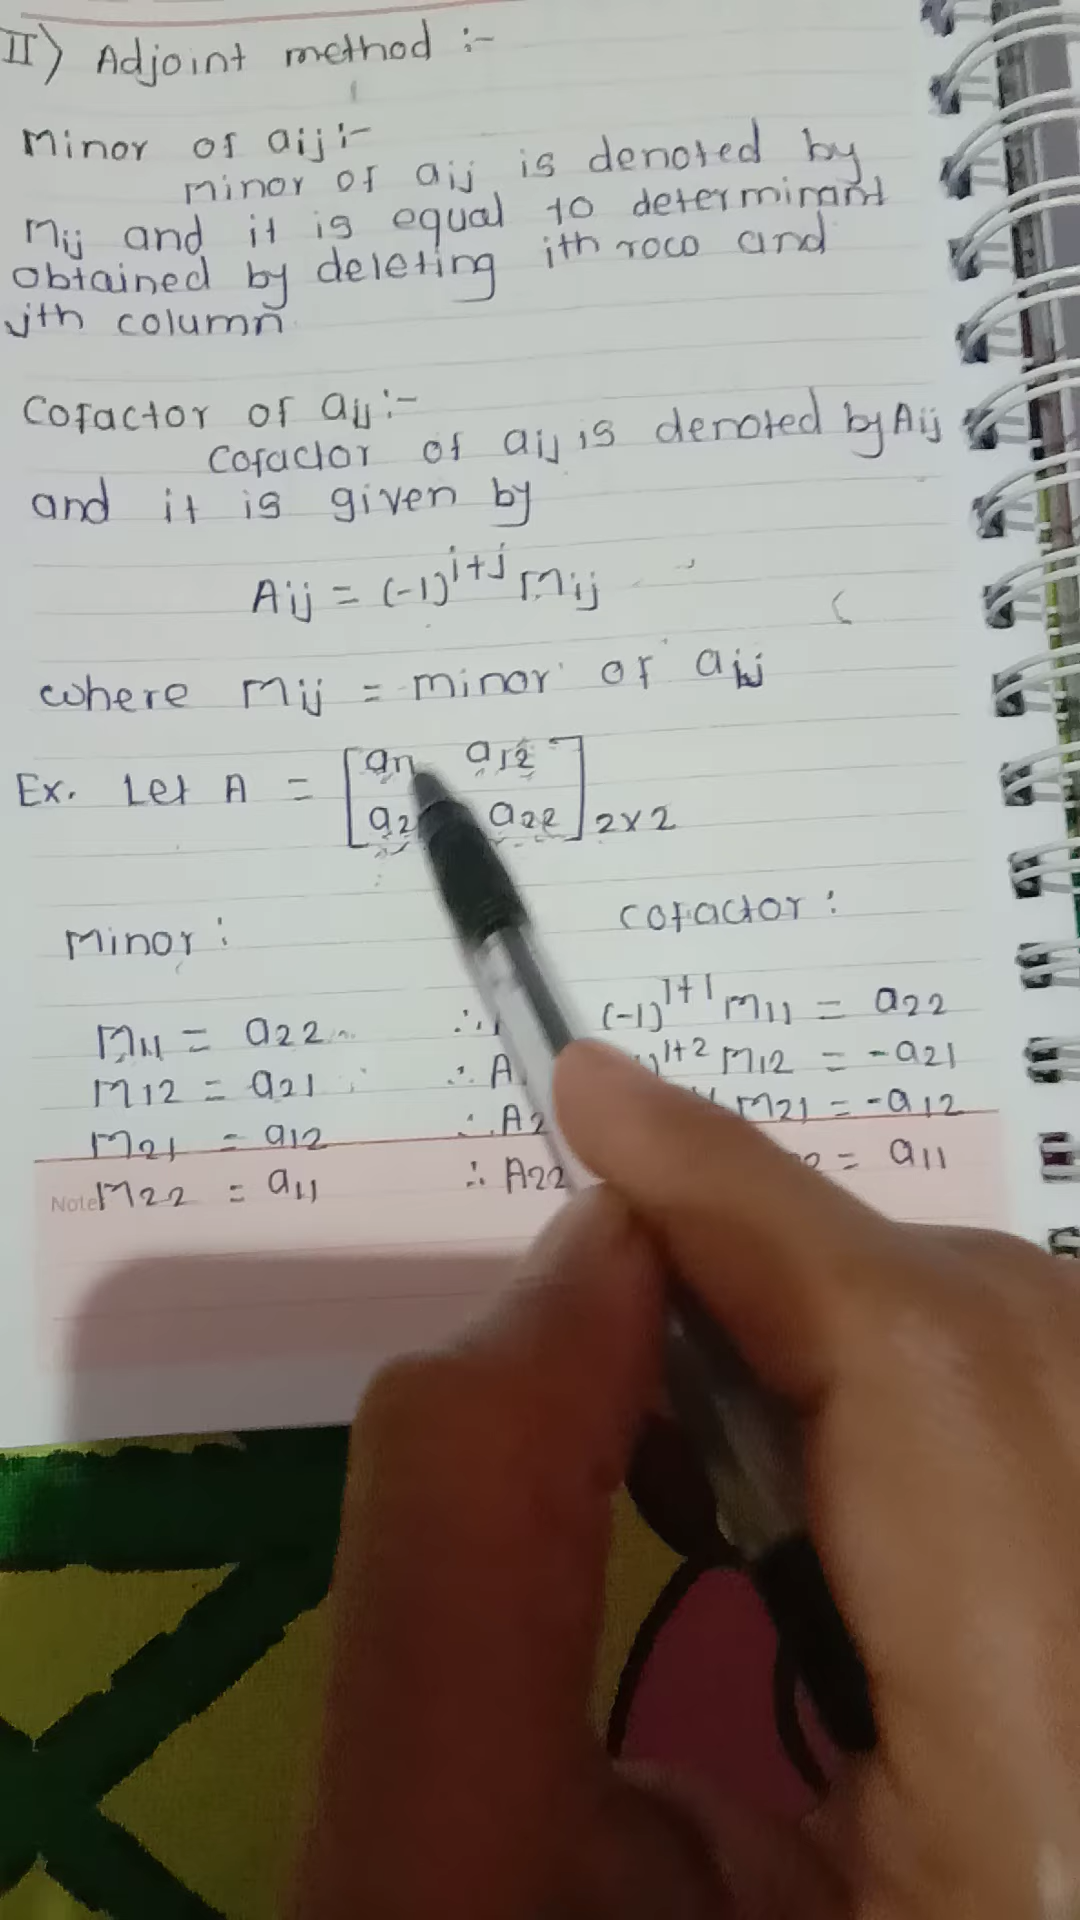 II) Adjoint method :-
Minor of aij :-
minor of aij is denoted by
Mij and it is equal to determinant
obtained by deleting ith row and
jth column
Cofactor of aij :-
Cofactor of aij is denoted by Aij
and it is given by
Aij = (-1)^i+j Mij
where Mij = minor of aij
Ex. Let A = [a11 a12
a2 a22] 2x2
Minor :
Cofactor :
M11 = a22 ∴ (-1)^1+1 M11 = a22
M12 = a21 ∴ A 1+2 M12 = -a21
M21 = a12 ∴ A2 M21 = -a12
Note M22 = a11 ∴ A22 = a11